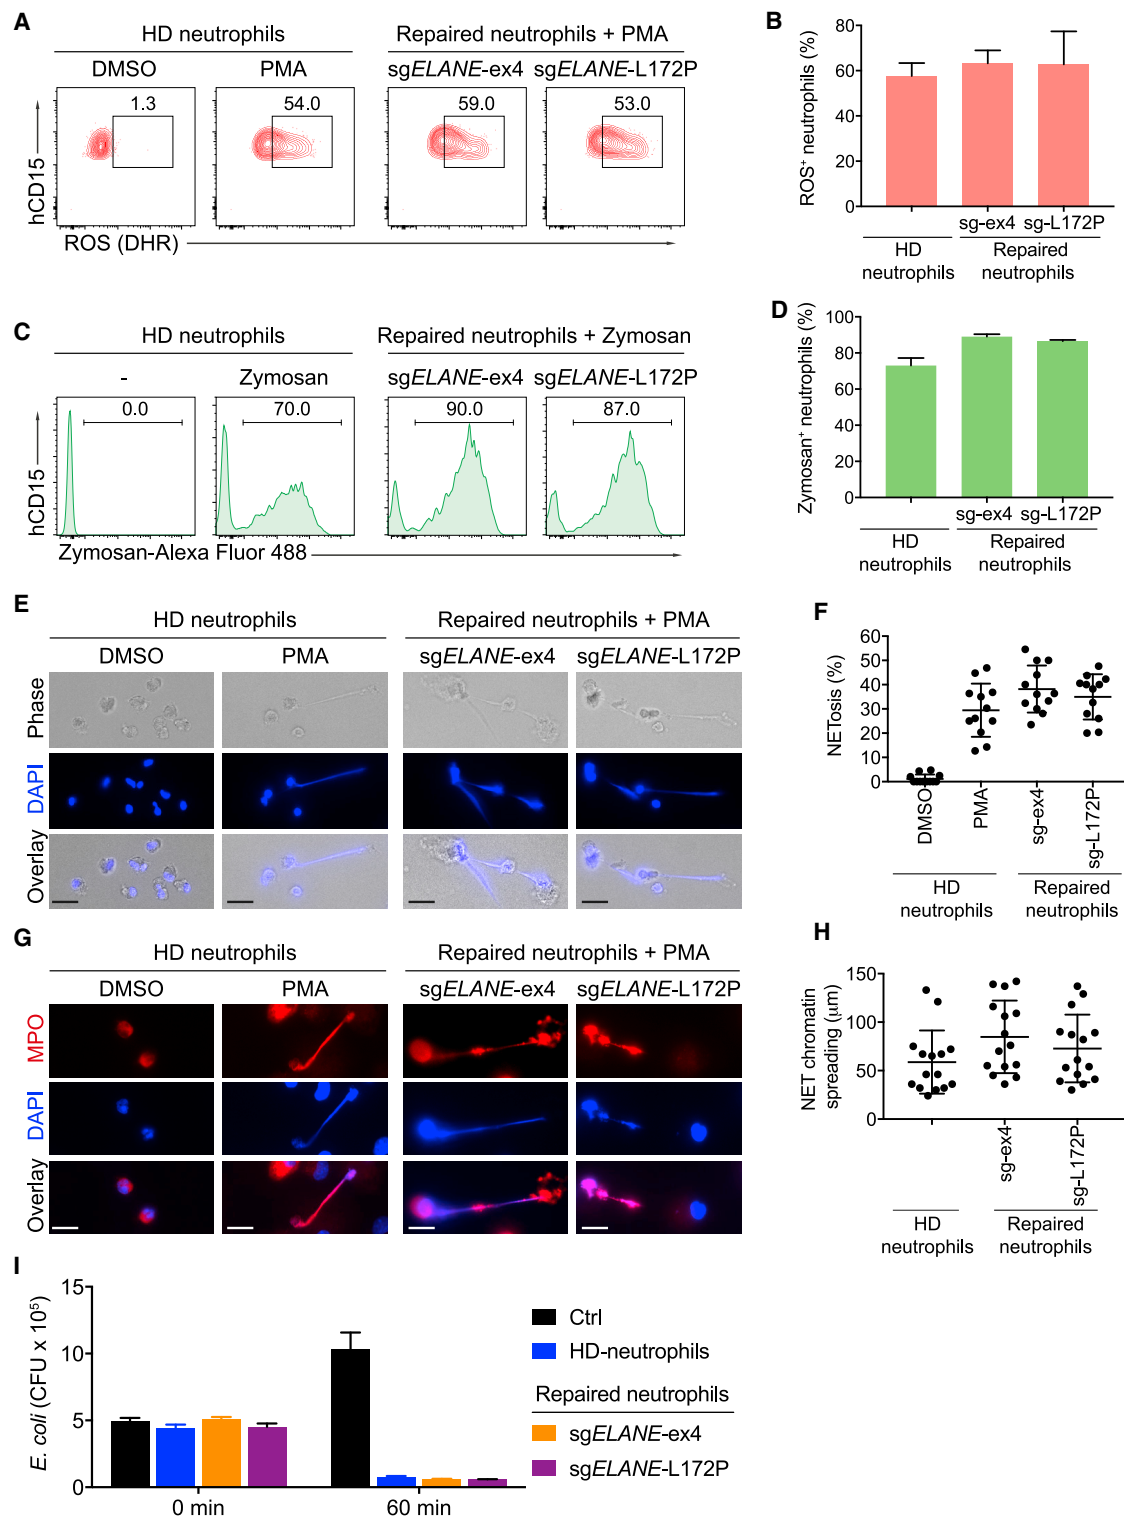 A
HD neutrophils
Repaired neutrophils + PMA
DMSO
PMA
sgELANE-ex4
sgELANE-L172P
1.3
54.0
59.0
53.0
hCD15
ROS (DHR)
B
ROS+ neutrophils (%)
80
60
40
20
0
sg-ex4
sg-L172P
HD
neutrophils
Repaired
neutrophils
C
HD neutrophils
Repaired neutrophils + Zymosan
-
Zymosan
sgELANE-ex4
sgELANE-L172P
0.0
70.0
90.0
87.0
hCD15
Zymosan-Alexa Fluor 488
D
Zymosan+ neutrophils (%)
100
80
60
40
20
0
sg-ex4
sg-L172P
HD
neutrophils
Repaired
neutrophils
E
HD neutrophils
Repaired neutrophils + PMA
DMSO
PMA
sgELANE-ex4
sgELANE-L172P
Phase
DAPI
Overlay
F
NETosis (%)
60
50
40
30
20
10
0
DMSO
PMA
sg-ex4
sg-L172P
HD
neutrophils
Repaired
neutrophils
G
HD neutrophils
Repaired neutrophils + PMA
DMSO
PMA
sgELANE-ex4
sgELANE-L172P
MPO
DAPI
Overlay
H
NET chromatin
spreading (μm)
150
100
50
0
sg-ex4
sg-L172P
HD
neutrophils
Repaired
neutrophils
I
E. coli (CFU x 10⁵)
15
10
5
0
0 min
60 min
Ctrl
HD-neutrophils
Repaired neutrophils
sgELANE-ex4
sgELANE-L172P